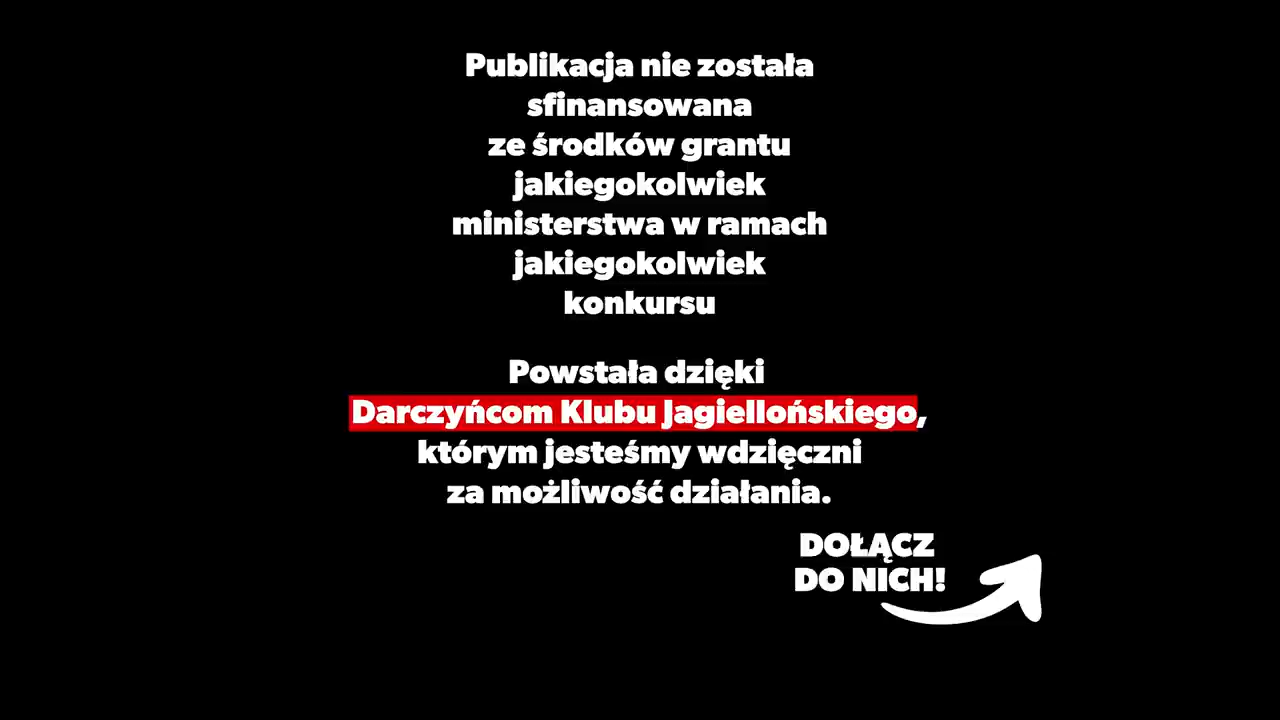 Publikacja nie została
sfinansowana
ze środków grantu
jakiegokolwiek
ministerstwa w ramach
jakiegokolwiek
konkursu
Powstała dzięki
Darczyńcom Klubu Jagiellońskiego,
którym jesteśmy wdzięczni
za możliwość działania.
DOŁĄCZ
DO NICH!